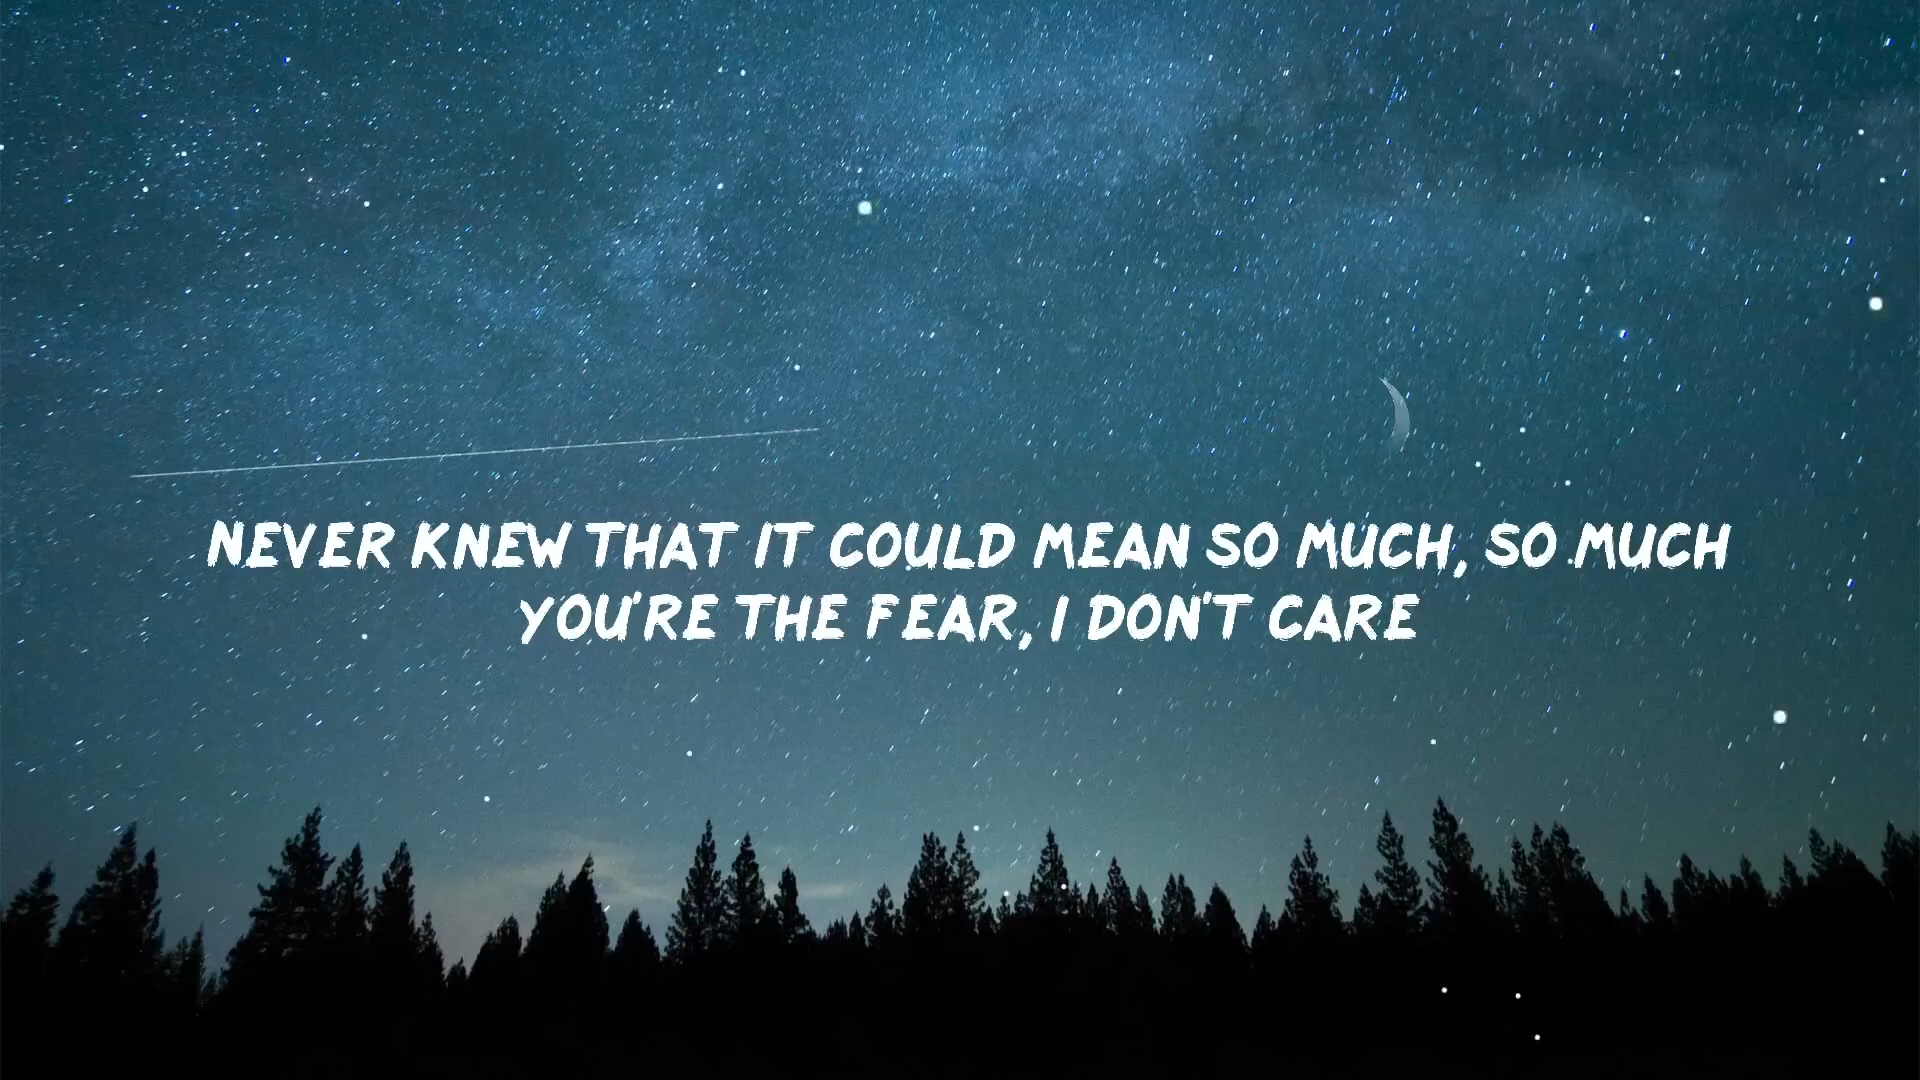 NEVER KNEW THAT IT COULD MEAN SO MUCH, SO MUCH
YOU'RE THE FEAR, I DON'T CARE